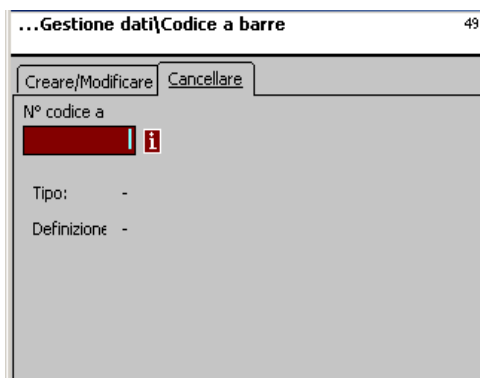 ...Gestione dati\Codice a barre 49
Creare/Modificare Cancellare
N° codice a
i
Tipo: -
Definizione -